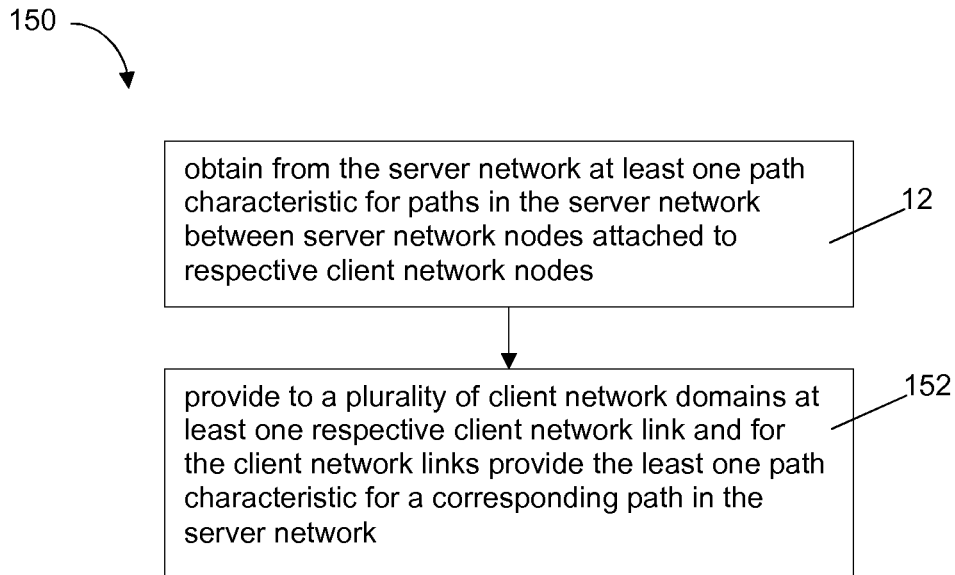 150
obtain from the server network at least one path
characteristic for paths in the server network
between server network nodes attached to
respective client network nodes
12
provide to a plurality of client network domains at
least one respective client network link and for
the client network links provide the least one path
characteristic for a corresponding path in the
server network
152